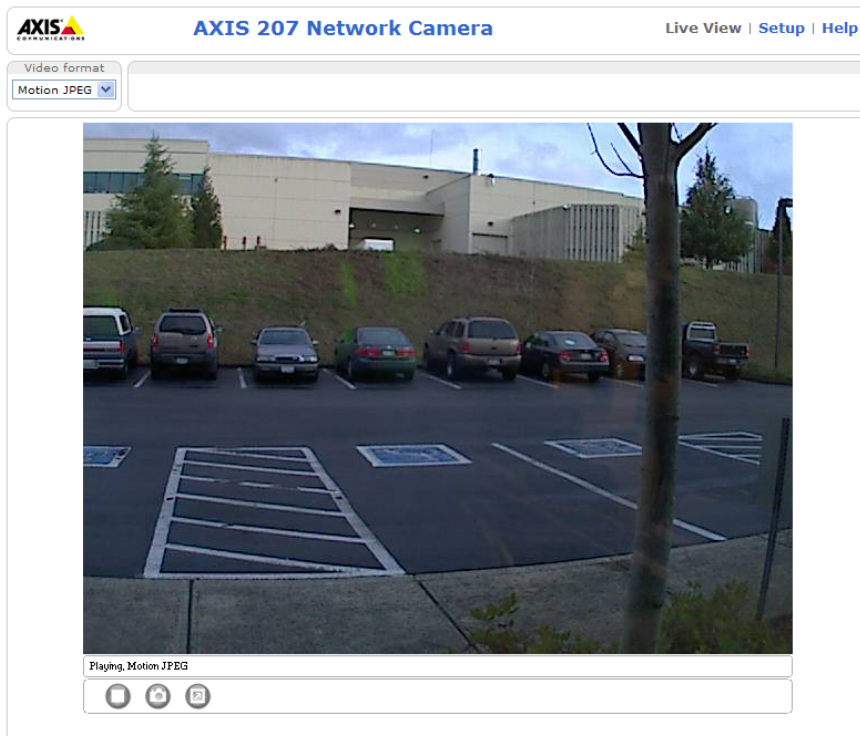 AXIS
COMMUNICATIONS
AXIS 207 Network Camera
Live View | Setup | Help
Video format
Motion JPEG
Playing, Motion JPEG